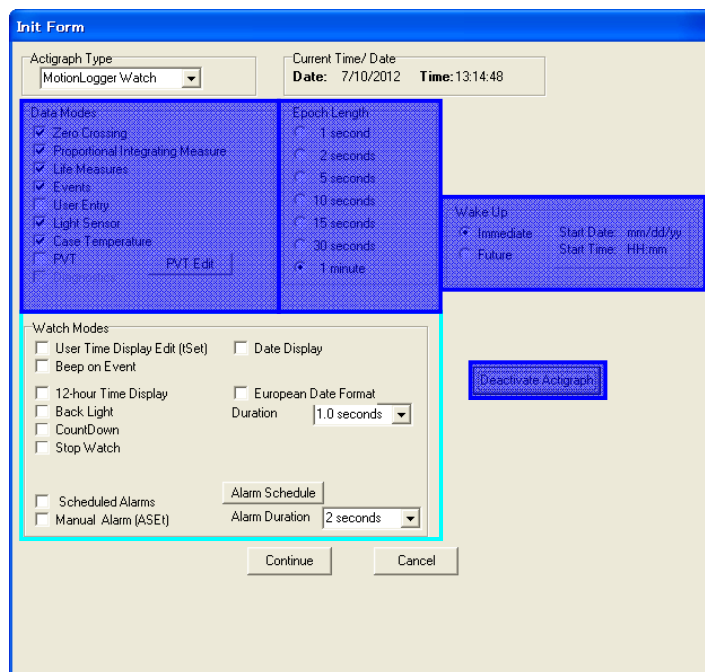 Init Form
Actigraph Type
MotionLogger Watch
Current Time/ Date
Date: 7/10/2012 Time: 13:14:48
Data Modes
Zero Crossing
Proportional Integrating Measure
Life Measures
Events
User Entry
Light Sensor
Case Temperature
PVT
PVT Edit
Diagnostics
Epoch Length
1 second
2 seconds
5 seconds
10 seconds
15 seconds
30 seconds
1 minute
Wake Up
Immediate
Future
Start Date: mm/dd/yy
Start Time: HH:mm
Watch Modes
User Time Display Edit (tSet)
Date Display
Beep on Event
12-hour Time Display
European Date Format
Back Light
Duration
1.0 seconds
CountDown
Stop Watch
Deactivate Actigraph
Alarm Schedule
Scheduled Alarms
Manual Alarm (ASEt)
Alarm Duration
2 seconds
Continue
Cancel